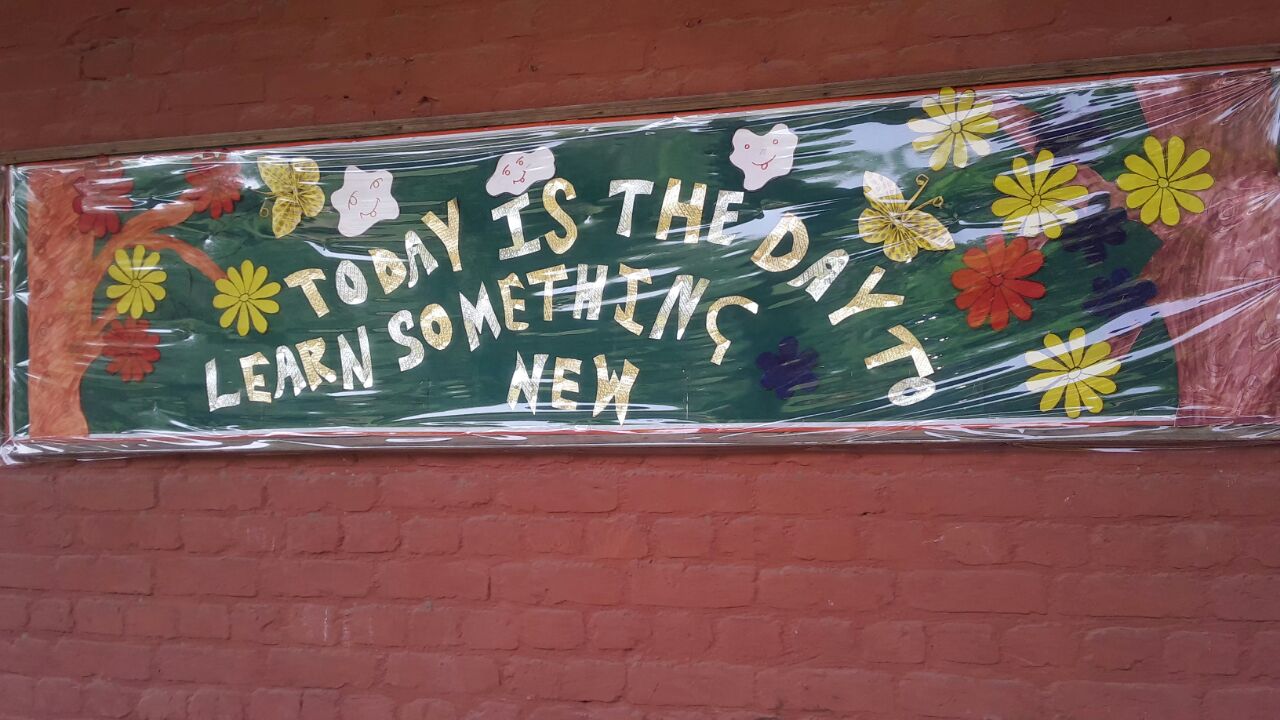 TODAY IS THE DAY TO
LEARN SOMETHING
NEW